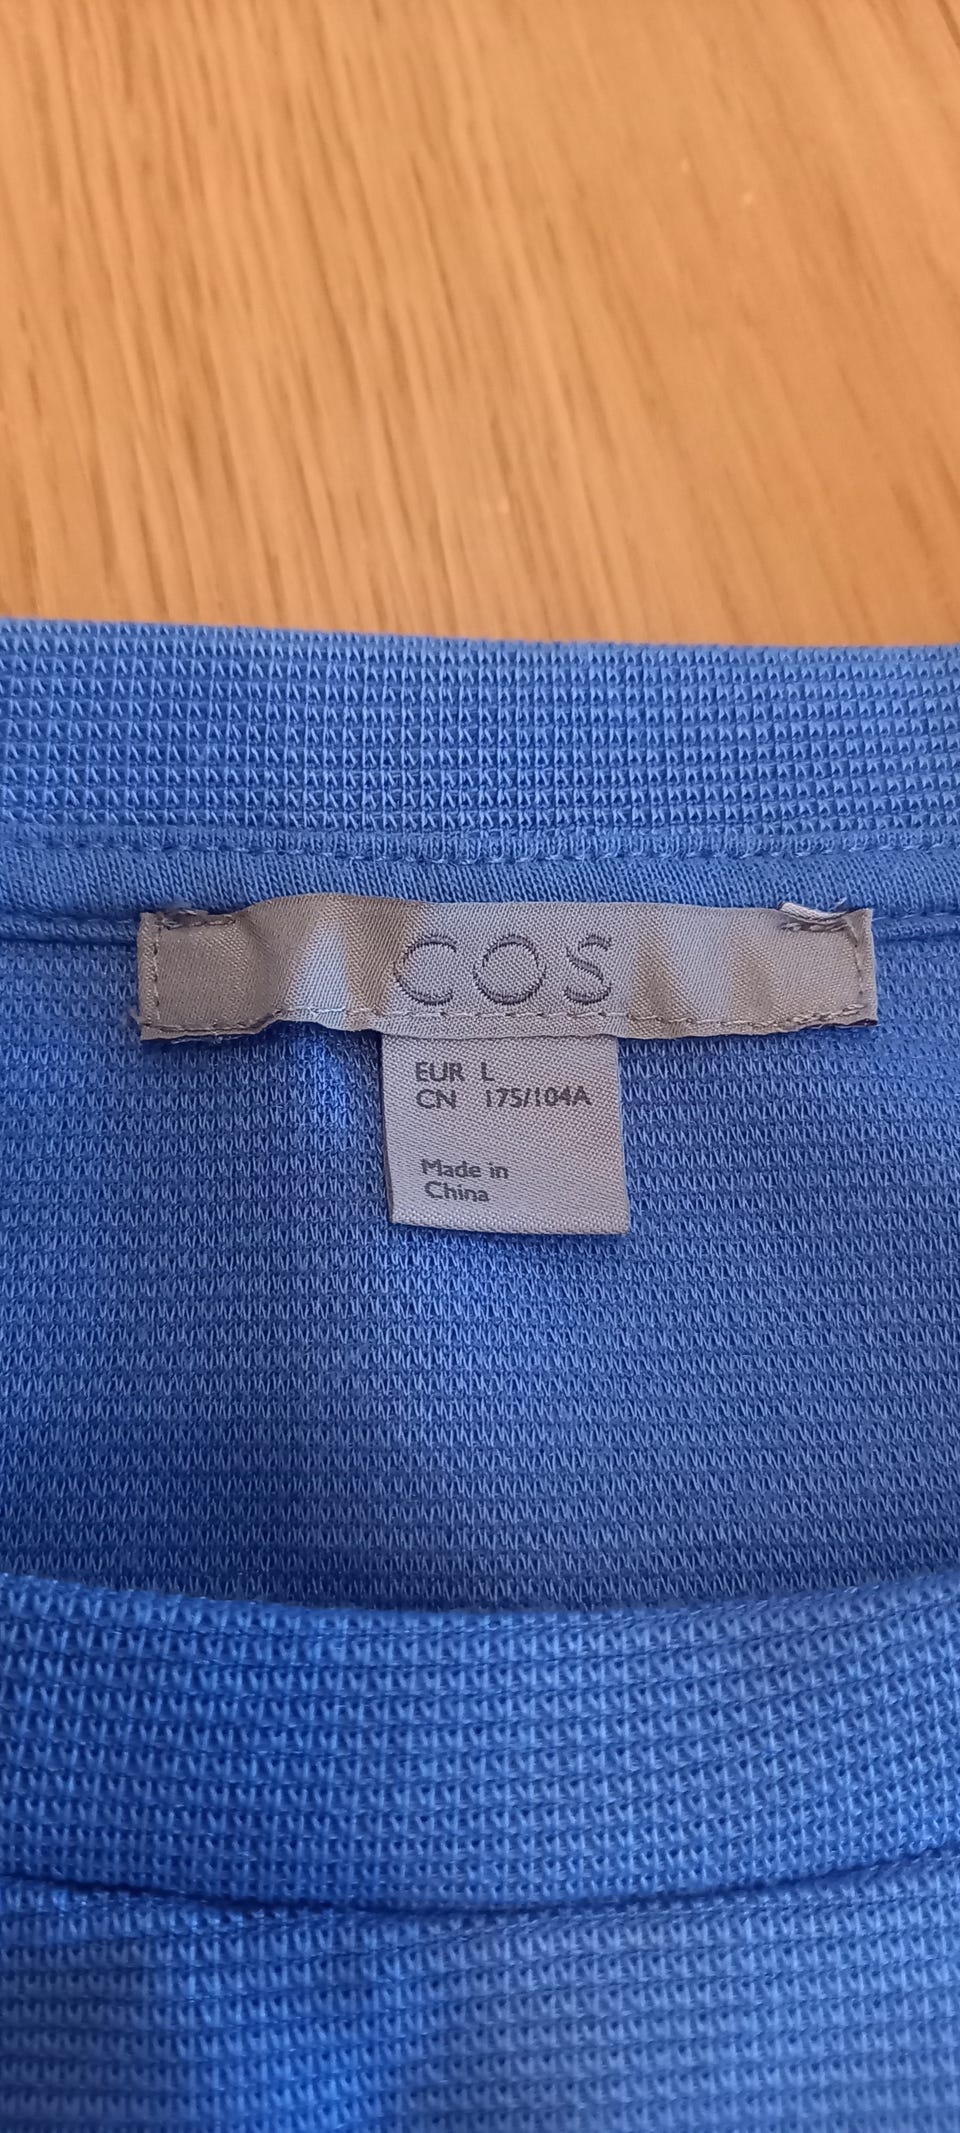 COS
EUR L
CN 175/104A
Made in
China